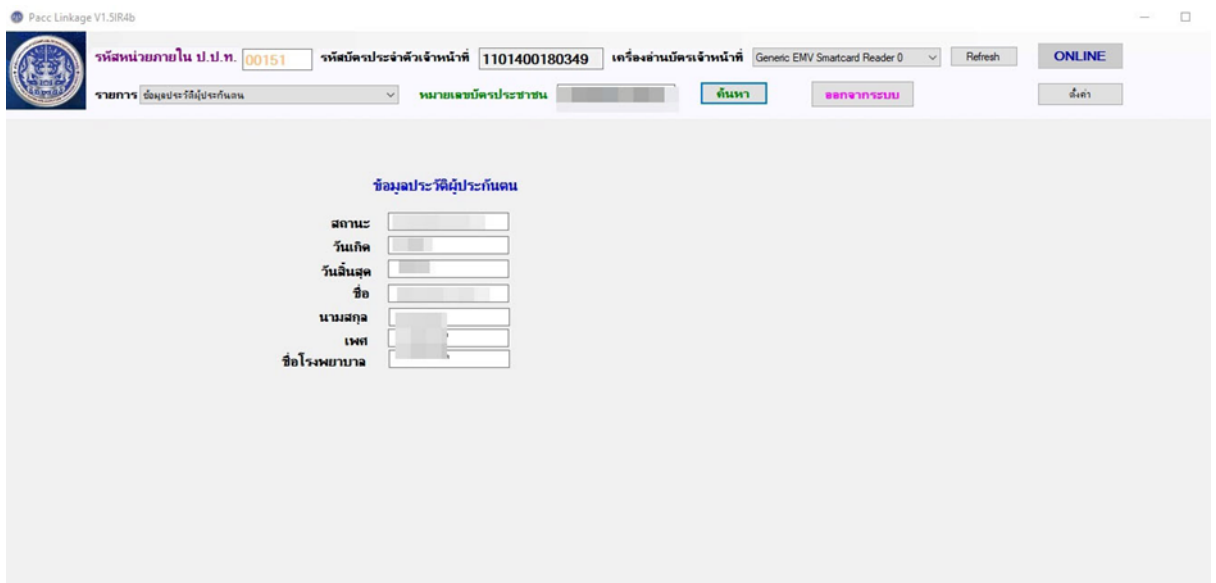 Pacc Linkage V1.5IR4b
รหัสหน่วยภายใน ป.ป.ท. 00151 รหัสบัตรประจำตัวเจ้าหน้าที่ 1101400180349 เครื่องอ่านบัตรเจ้าหน้าที่ Generic EMV Smartcard Reader 0 Refresh ONLINE
รายการ ข้อมูลประวัติผู้ประกันตน หมายเลขบัตรประชาชน ค้นหา ออกจากระบบ ตั้งค่า
ข้อมูลประวัติผู้ประกันตน
สถานะ
วันเกิด
วันสิ้นสุด
ชื่อ
นามสกุล
เพศ
ชื่อโรงพยาบาล